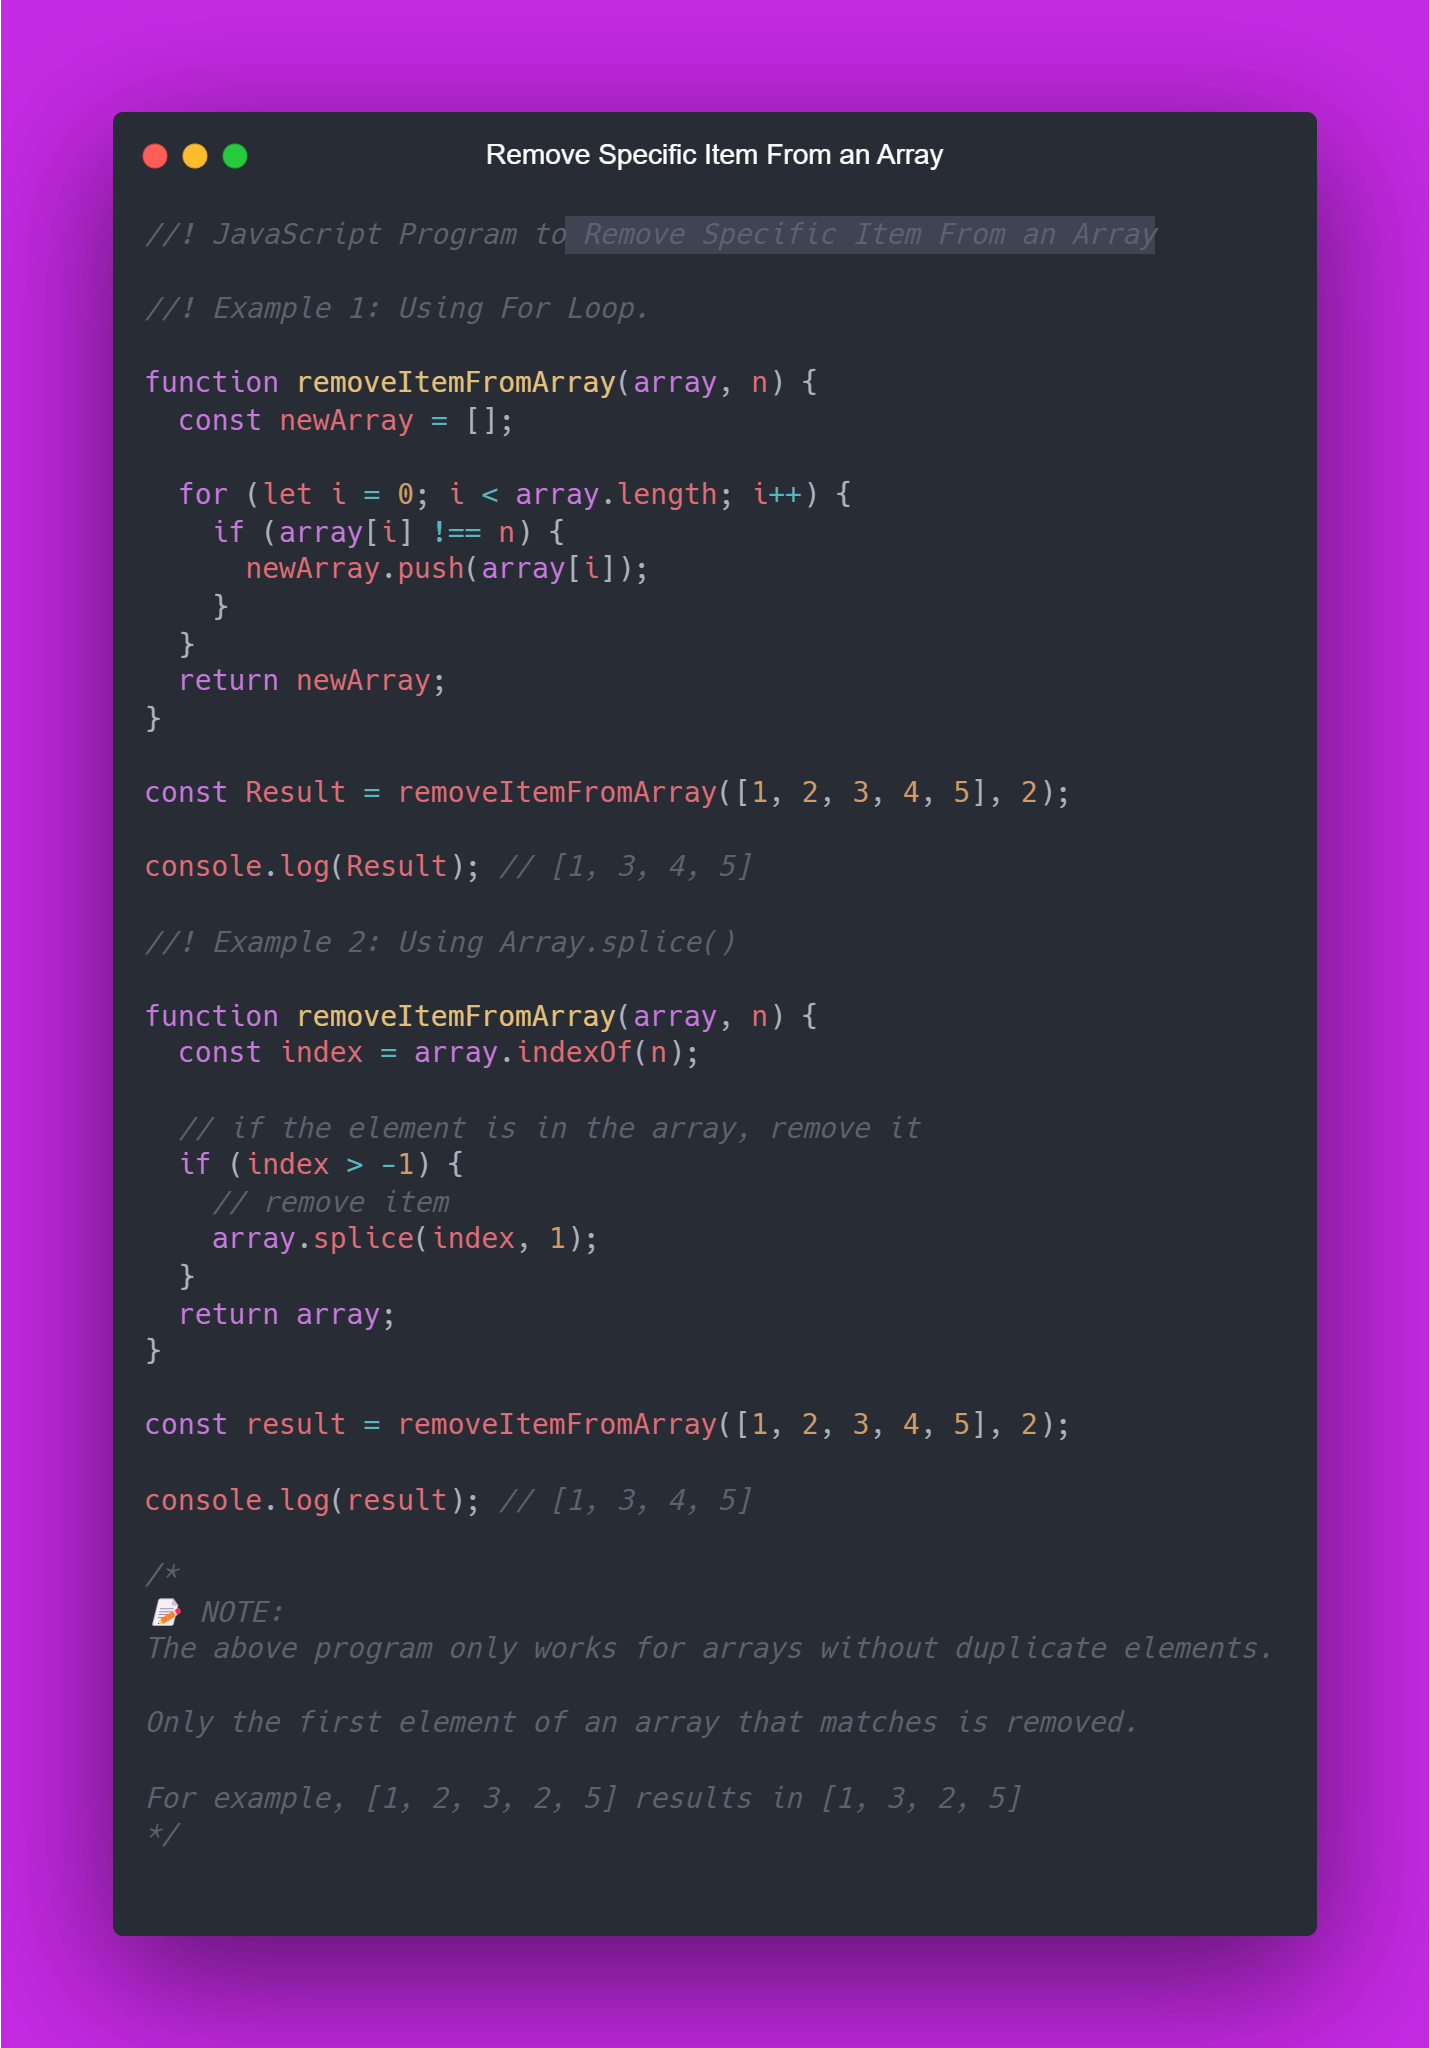 Remove Specific Item From an Array
//! JavaScript Program to Remove Specific Item From an Array
//! Example 1: Using For Loop.
function removeItemFromArray(array, n) {
  const newArray = [];
  for (let i = 0; i < array.length; i++) {
    if (array[i] !== n) {
      newArray.push(array[i]);
    }
  }
  return newArray;
}
const Result = removeItemFromArray([1, 2, 3, 4, 5], 2);
console.log(Result); // [1, 3, 4, 5]
//! Example 2: Using Array.splice()
function removeItemFromArray(array, n) {
  const index = array.indexOf(n);
  // if the element is in the array, remove it
  if (index > -1) {
    // remove item
    array.splice(index, 1);
  }
  return array;
}
const result = removeItemFromArray([1, 2, 3, 4, 5], 2);
console.log(result); // [1, 3, 4, 5]
/*
📝 NOTE:
The above program only works for arrays without duplicate elements.
Only the first element of an array that matches is removed.
For example, [1, 2, 3, 2, 5] results in [1, 3, 2, 5]
*/